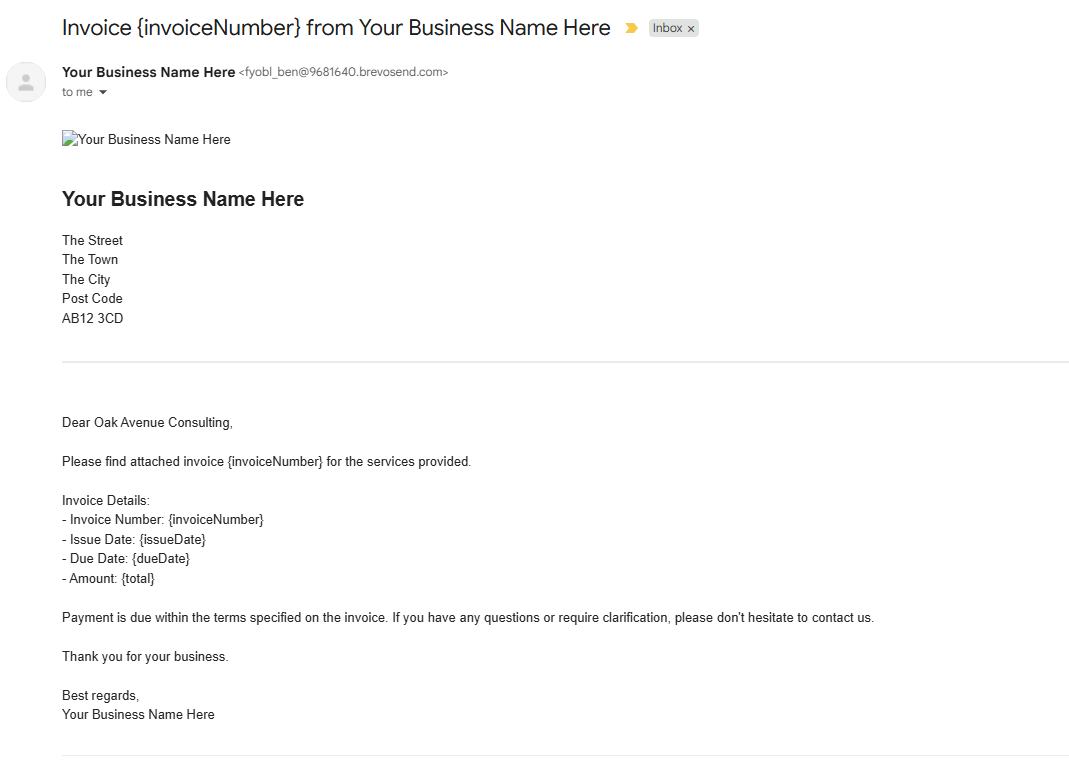 Invoice {invoiceNumber} from Your Business Name Here Inbox ×
Your Business Name Here <fyobl_ben@9681640.brevosend.com>
to me
Your Business Name Here
Your Business Name Here
The Street
The Town
The City
Post Code
AB12 3CD
Dear Oak Avenue Consulting,
Please find attached invoice {invoiceNumber} for the services provided.
Invoice Details:
- Invoice Number: {invoiceNumber}
- Issue Date: {issueDate}
- Due Date: {dueDate}
- Amount: {total}
Payment is due within the terms specified on the invoice. If you have any questions or require clarification, please don't hesitate to contact us.
Thank you for your business.
Best regards,
Your Business Name Here